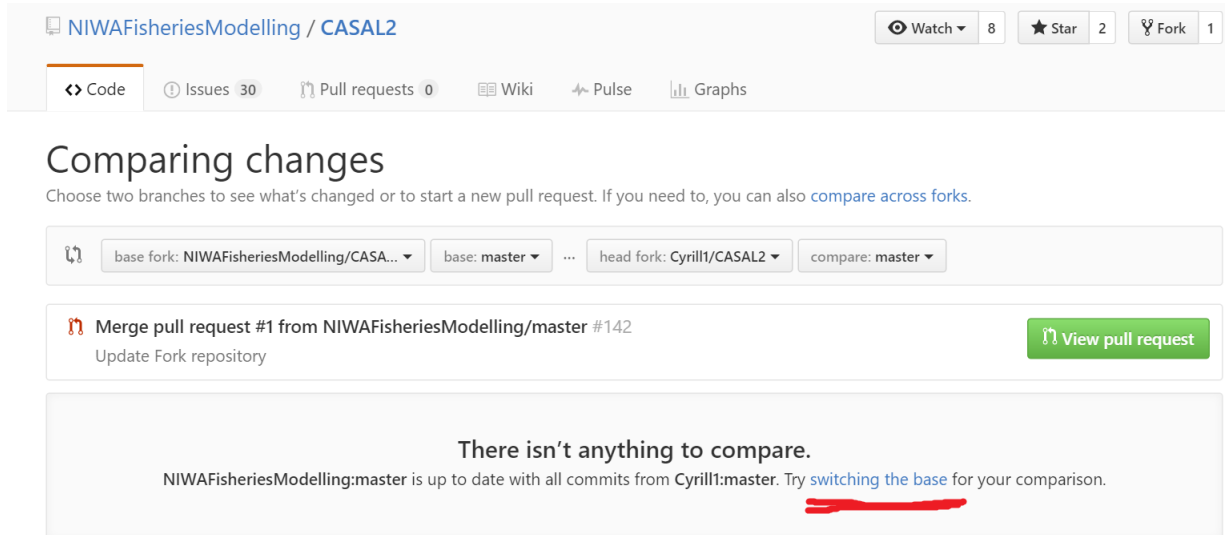 NIWAFisheriesModelling / CASAL2
Watch 8 Star 2 Fork 1
Code Issues 30 Pull requests 0 Wiki Pulse Graphs
Comparing changes
Choose two branches to see what's changed or to start a new pull request. If you need to, you can also compare across forks.
base fork: NIWAFisheriesModelling/CASA... base: master ... head fork: Cyrill1/CASAL2 compare: master
Merge pull request #1 from NIWAFisheriesModelling/master #142
View pull request
Update Fork repository
There isn't anything to compare.
NIWAFisheriesModelling:master is up to date with all commits from Cyrill1:master. Try switching the base for your comparison.